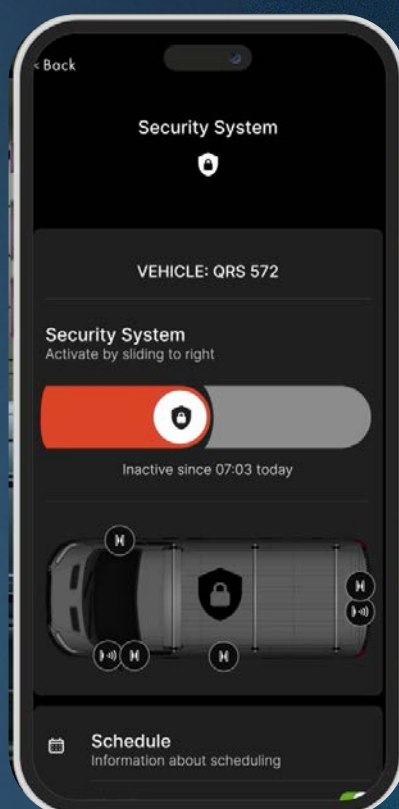 < Back
Security System
VEHICLE: QRS 572
Security System
Activate by sliding to right
Inactive since 07:03 today
Schedule
Information about scheduling